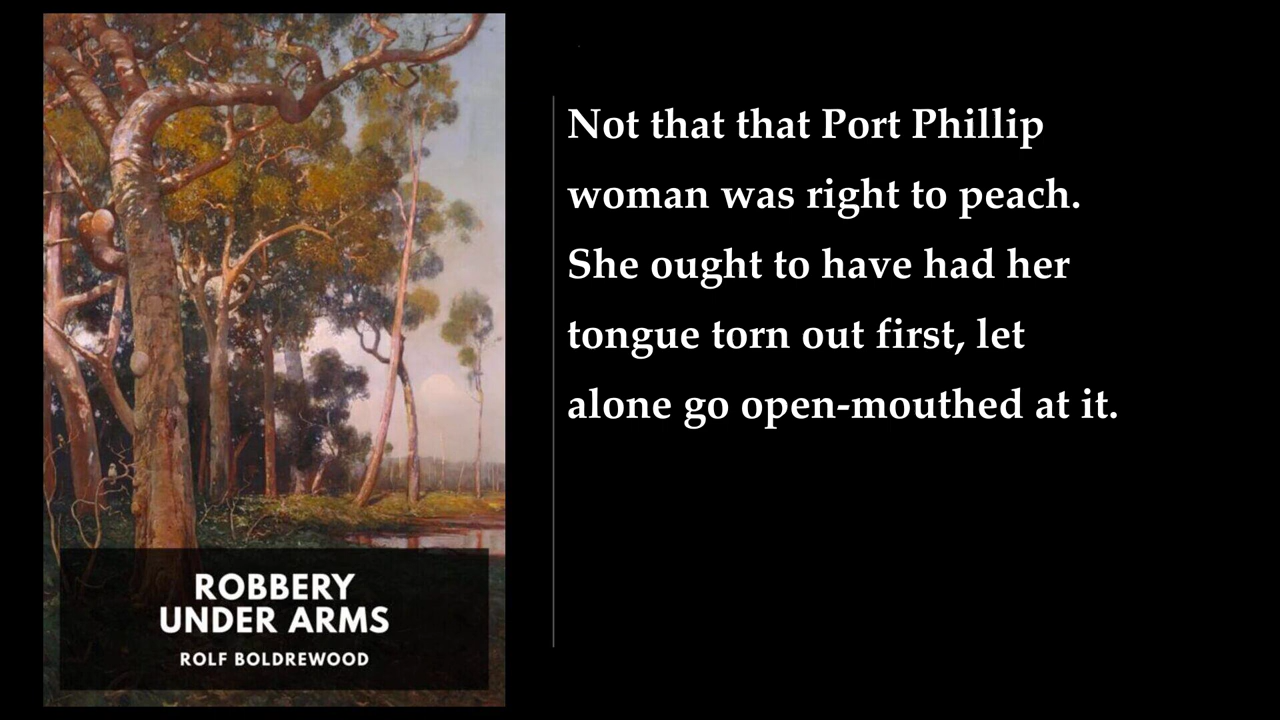 ROBBERY
UNDER ARMS
ROLF BOLDREWOOD
Not that that Port Phillip
woman was right to peach.
She ought to have had her
tongue torn out first, let
alone go open-mouthed at it.